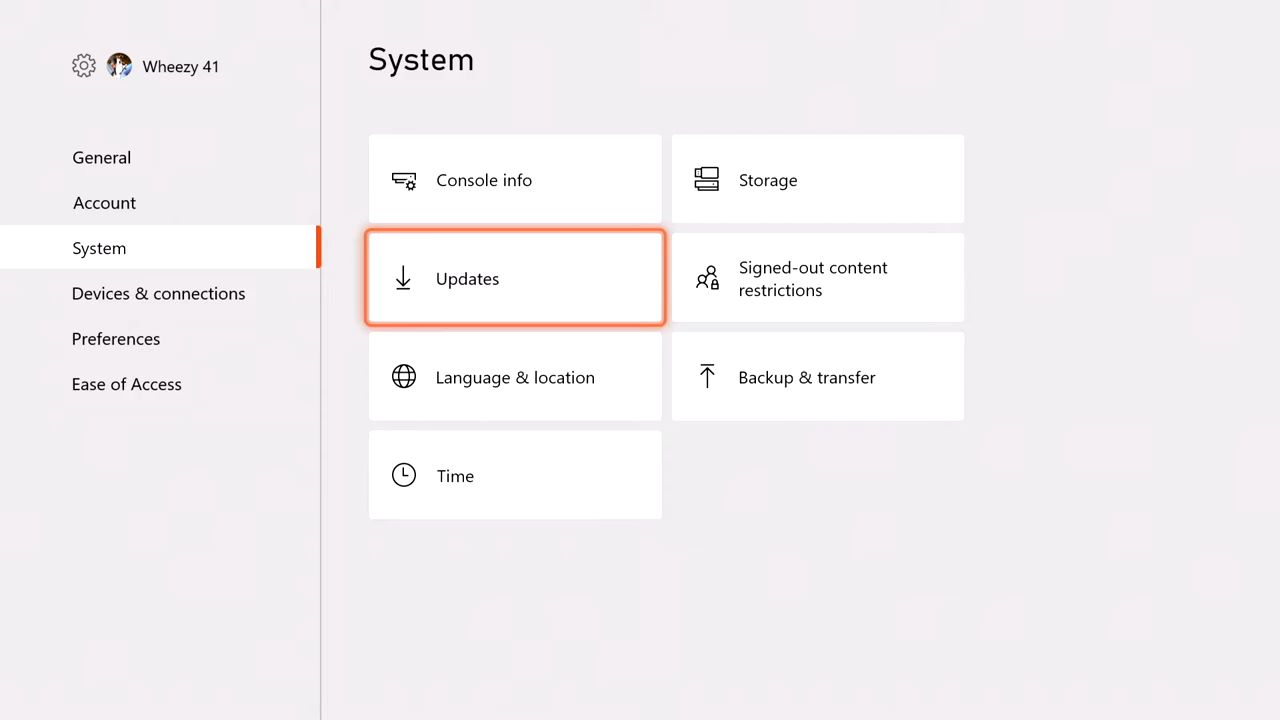 Wheezy 41
General
Account
System
Devices & connections
Preferences
Ease of Access
System
Console info
Storage
Updates
Signed-out content
restrictions
Language & location
Backup & transfer
Time